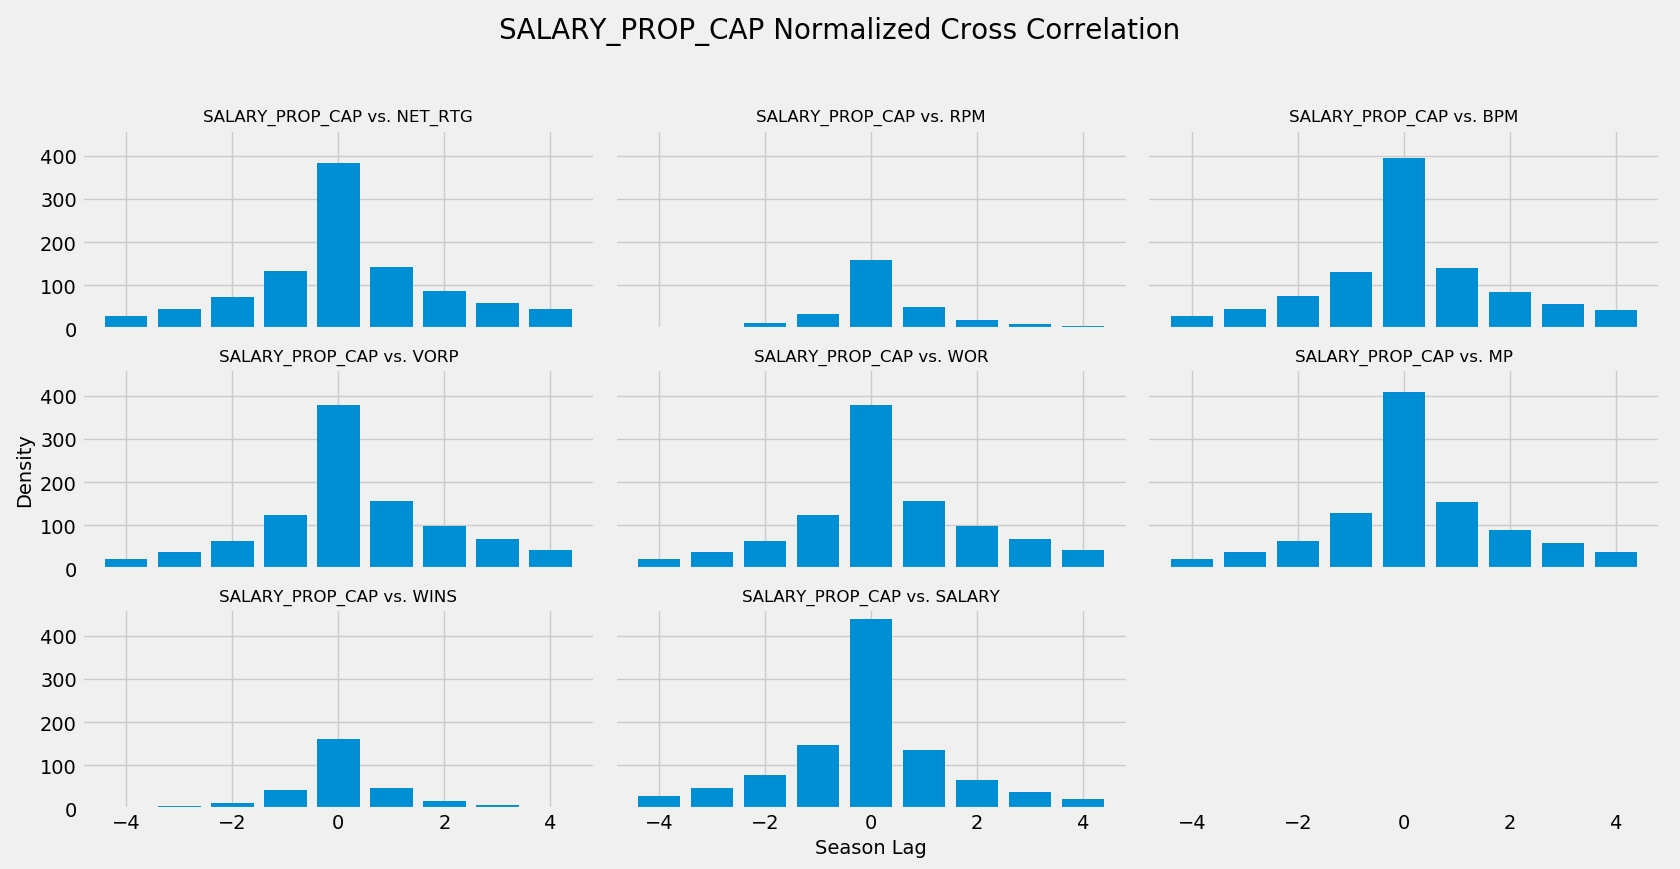 SALARY_PROP_CAP Normalized Cross Correlation
SALARY_PROP_CAP vs. NET_RTG
SALARY_PROP_CAP vs. RPM
SALARY_PROP_CAP vs. BPM
400
300
200
100
0
SALARY_PROP_CAP vs. VORP
SALARY_PROP_CAP vs. WOR
SALARY_PROP_CAP vs. MP
400
300
200
100
0
Density
SALARY_PROP_CAP vs. WINS
SALARY_PROP_CAP vs. SALARY
400
300
200
100
0
−4 −2 0 2 4
−4 −2 0 2 4
−4 −2 0 2 4
Season Lag